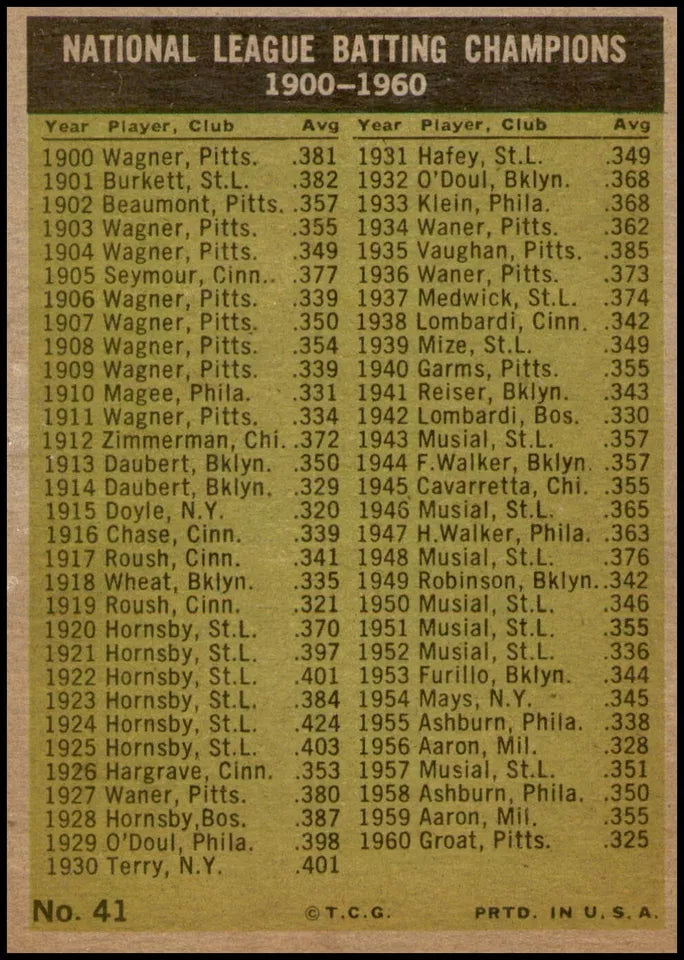 NATIONAL LEAGUE BATTING CHAMPIONS
1900–1960
Year Player, Club Avg
1900 Wagner, Pitts. .381
1901 Burkett, St.L. .382
1902 Beaumont, Pitts. .357
1903 Wagner, Pitts. .355
1904 Wagner, Pitts. .349
1905 Seymour, Cinn.. .377
1906 Wagner, Pitts. .339
1907 Wagner, Pitts. .350
1908 Wagner, Pitts. .354
1909 Wagner, Pitts. .339
1910 Magee, Phila. .331
1911 Wagner, Pitts. .334
1912 Zimmerman, Chi. .372
1913 Daubert, Bklyn. .350
1914 Daubert, Bklyn. .329
1915 Doyle, N.Y. .320
1916 Chase, Cinn. .339
1917 Roush, Cinn. .341
1918 Wheat, Bklyn. .335
1919 Roush, Cinn. .321
1920 Hornsby, St.L. .370
1921 Hornsby, St.L. .397
1922 Hornsby, St.L. .401
1923 Hornsby, St.L. .384
1924 Hornsby, St.L. .424
1925 Hornsby, St.L. .403
1926 Hargrave, Cinn. .353
1927 Waner, Pitts. .380
1928 Hornsby,Bos. .387
1929 O'Doul, Phila. .398
1930 Terry, N.Y. .401
Year Player, Club Avg
1931 Hafey, St.L. .349
1932 O'Doul, Bklyn. .368
1933 Klein, Phila. .368
1934 Waner, Pitts. .362
1935 Vaughan, Pitts. .385
1936 Waner, Pitts. .373
1937 Medwick, St.L. .374
1938 Lombardi, Cinn. .342
1939 Mize, St.L. .349
1940 Garms, Pitts. .355
1941 Reiser, Bklyn. .343
1942 Lombardi, Bos. .330
1943 Musial, St.L. .357
1944 F.Walker, Bklyn. .357
1945 Cavarretta, Chi. .355
1946 Musial, St.L. .365
1947 H.Walker, Phila. .363
1948 Musial, St.L. .376
1949 Robinson, Bklyn. .342
1950 Musial, St.L. .346
1951 Musial, St.L. .355
1952 Musial, St.L. .336
1953 Furillo, Bklyn. .344
1954 Mays, N.Y. .345
1955 Ashburn, Phila. .338
1956 Aaron, Mil. .328
1957 Musial, St.L. .351
1958 Ashburn, Phila. .350
1959 Aaron, Mil. .355
1960 Groat, Pitts. .325
No. 41 ©T.C.G. PRTD. IN U.S.A.